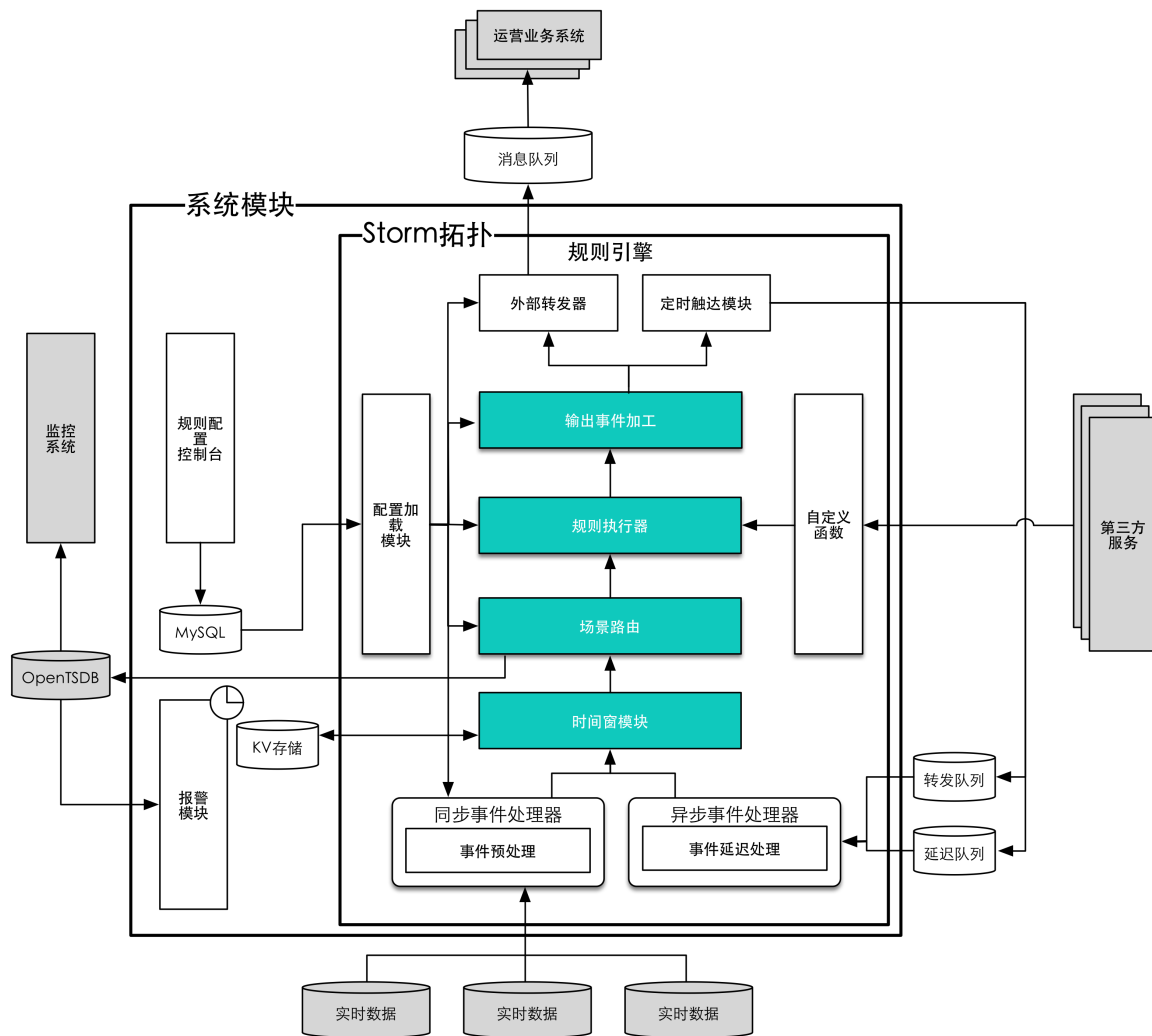 运营业务系统
消息队列
系统模块
Storm拓扑
规则引擎
外部转发器
定时触达模块
监控
系统
规则配
置
控制台
输出事件加工
配置加
载
模块
规则执行器
自定义
函数
第三方
服务
MySQL
场景路由
OpenTSDB
时间窗模块
KV存储
转发队列
报警
模块
同步事件处理器
事件预处理
异步事件处理器
事件延迟处理
延迟队列
实时数据
实时数据
实时数据